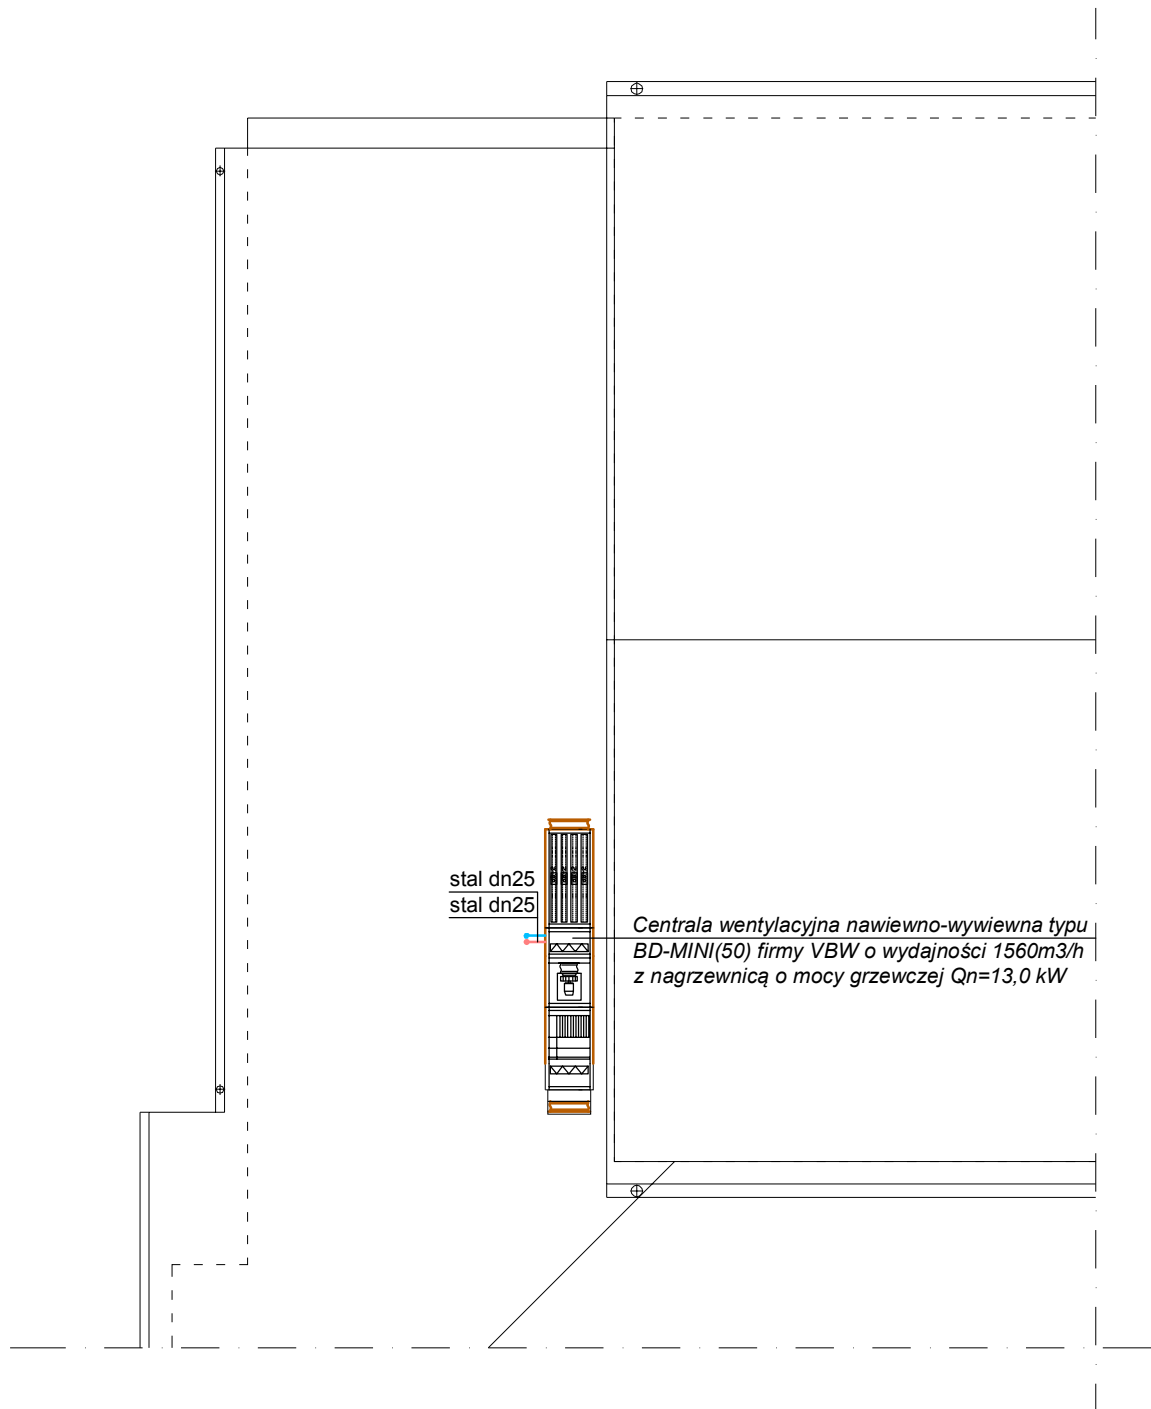 stal dn25
stal dn25
Centrala wentylacyjna nawiewno-wywiewna typu
BD-MINI(50) firmy VBW o wydajności 1560m3/h
z nagrzewnicą o mocy grzewczej Qn=13,0 kW